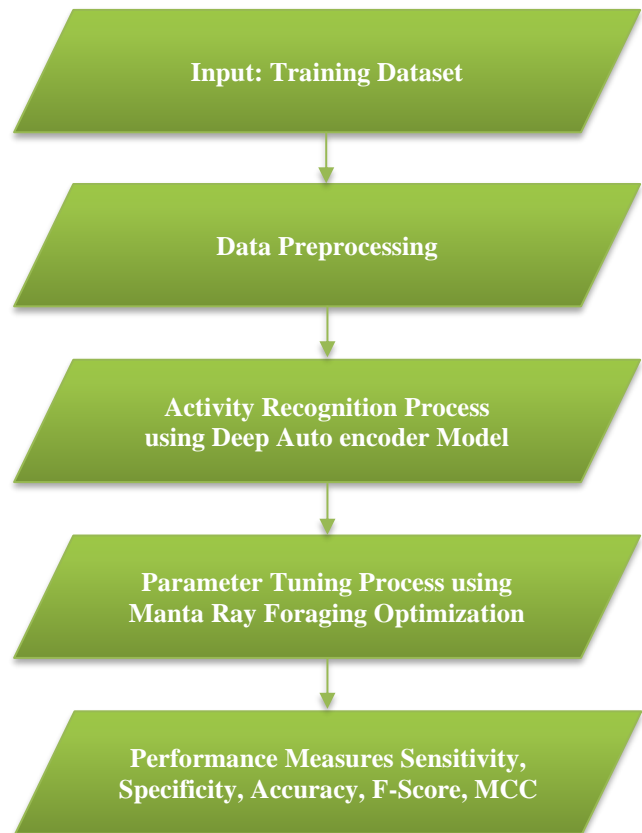 Input: Training Dataset
Data Preprocessing
Activity Recognition Process
using Deep Auto encoder Model
Parameter Tuning Process using
Manta Ray Foraging Optimization
Performance Measures Sensitivity,
Specificity, Accuracy, F-Score, MCC